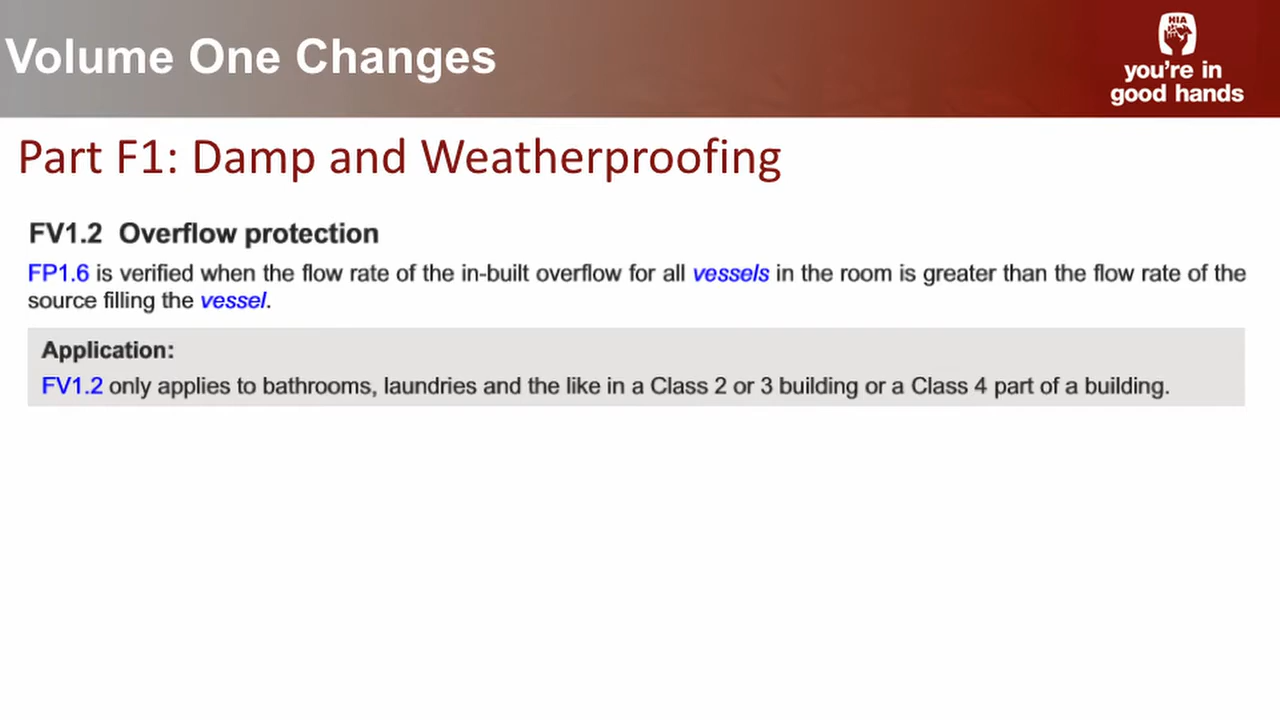 Volume One Changes
HIA
you're in
good hands
Part F1: Damp and Weatherproofing
FV1.2 Overflow protection
FP1.6 is verified when the flow rate of the in-built overflow for all vessels in the room is greater than the flow rate of the
source filling the vessel.
Application:
FV1.2 only applies to bathrooms, laundries and the like in a Class 2 or 3 building or a Class 4 part of a building.